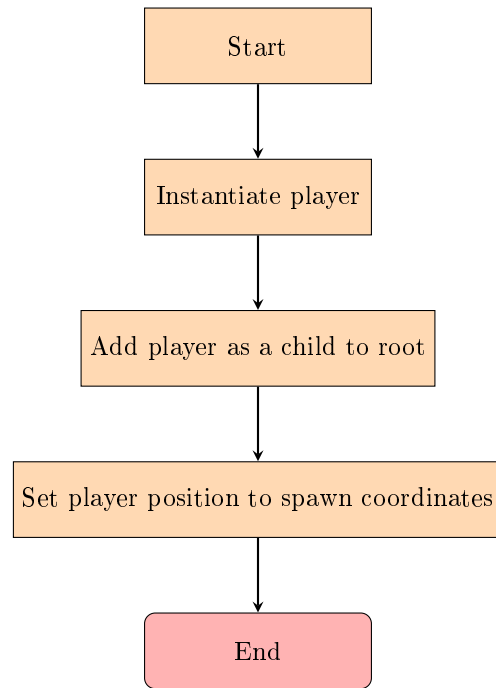 Start
Instantiate player
Add player as a child to root
Set player position to spawn coordinates
End